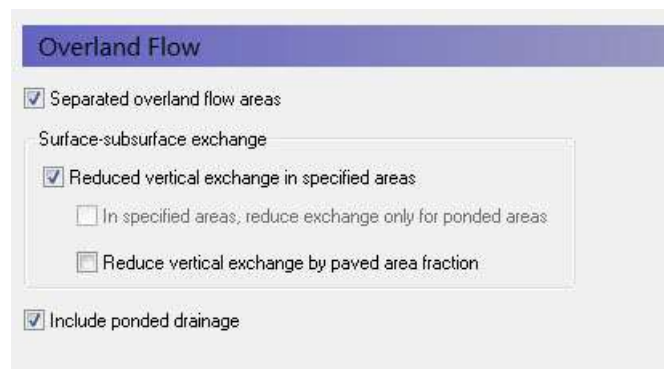 Overland Flow
Separated overland flow areas
Surface-subsurface exchange
Reduced vertical exchange in specified areas
In specified areas, reduce exchange only for ponded areas
Reduce vertical exchange by paved area fraction
Include ponded drainage